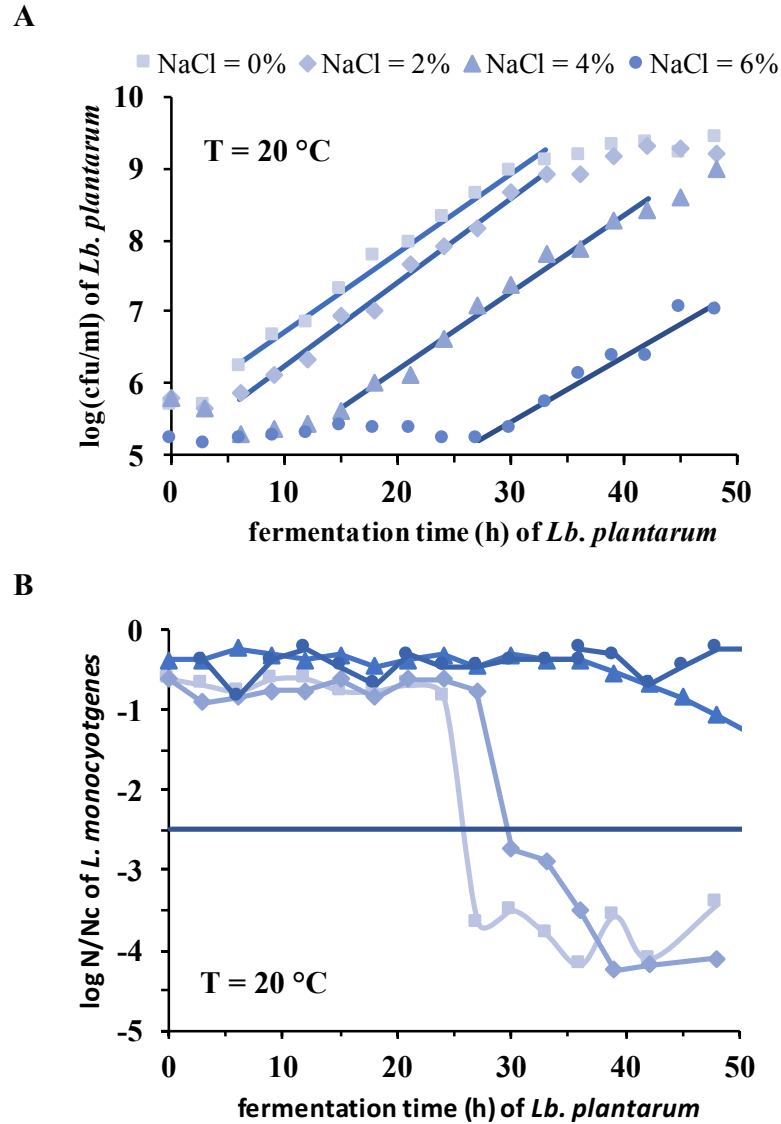 A
NaCl = 0% NaCl = 2% NaCl = 4% NaCl = 6%
10
9
8
7
6
5
T = 20 °C
log(cfu/ml) of Lb. plantarum
0 10 20 30 40 50
fermentation time (h) of Lb. plantarum
B
0
-1
-2
-3
-4
-5
log N/Nc of L. monocyotgenes
T = 20 °C
0 10 20 30 40 50
fermentation time (h) of Lb. plantarum